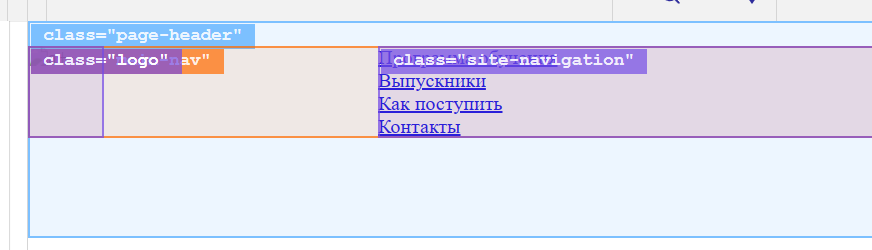 class="page-header"
class="logo" nav"
class="site-navigation"
Выпускники
Как поступить
Контакты